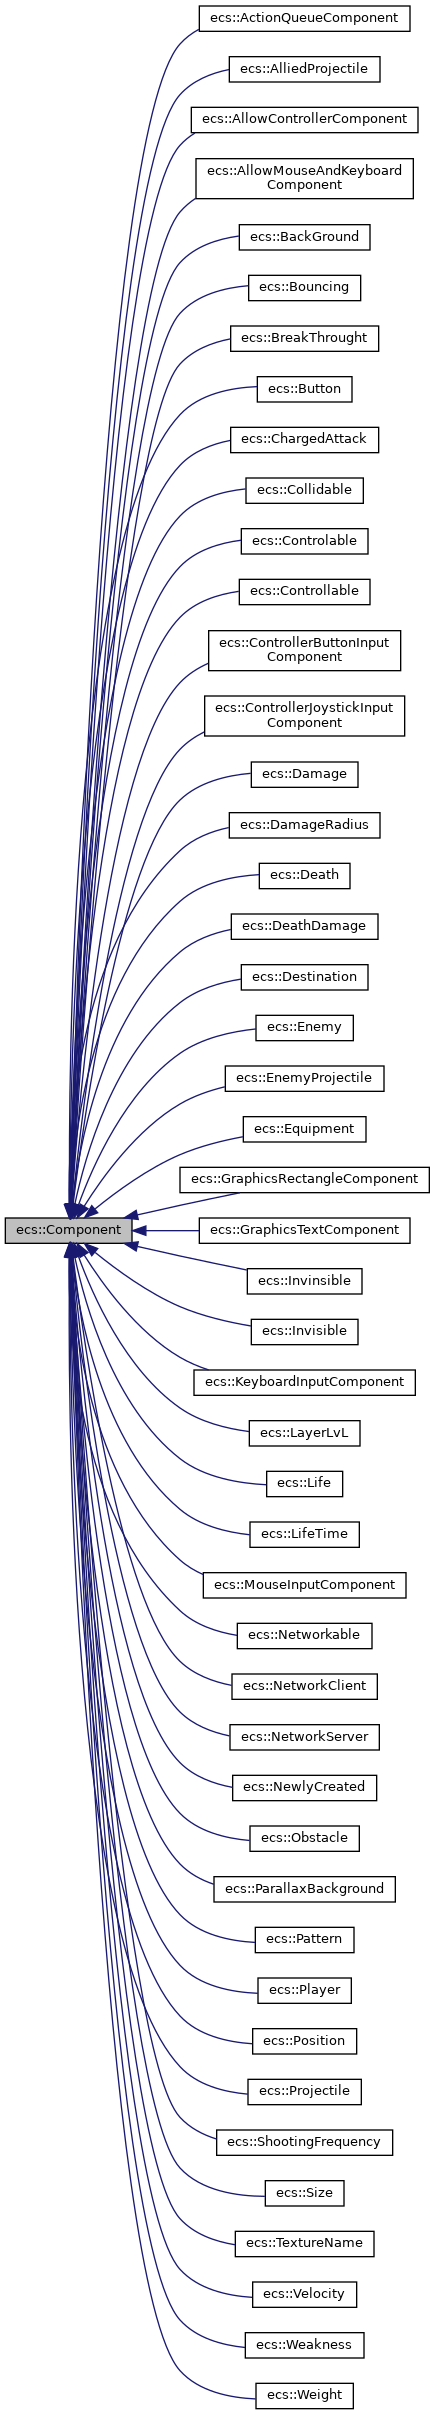 ecs::ActionQueueComponent
ecs::AlliedProjectile
ecs::AllowControllerComponent
ecs::AllowMouseAndKeyboard
Component
ecs::BackGround
ecs::Bouncing
ecs::BreakThrought
ecs::Button
ecs::ChargedAttack
ecs::Collidable
ecs::Controlable
ecs::Controllable
ecs::ControllerButtonInput
Component
ecs::ControllerJoystickInput
Component
ecs::Damage
ecs::DamageRadius
ecs::Death
ecs::DeathDamage
ecs::Destination
ecs::Enemy
ecs::EnemyProjectile
ecs::Equipment
ecs::GraphicsRectangleComponent
ecs::Component
ecs::GraphicsTextComponent
ecs::Invinsible
ecs::Invisible
ecs::KeyboardInputComponent
ecs::LayerLvL
ecs::Life
ecs::LifeTime
ecs::MouseInputComponent
ecs::Networkable
ecs::NetworkClient
ecs::NetworkServer
ecs::NewlyCreated
ecs::Obstacle
ecs::ParallaxBackground
ecs::Pattern
ecs::Player
ecs::Position
ecs::Projectile
ecs::ShootingFrequency
ecs::Size
ecs::TextureName
ecs::Velocity
ecs::Weakness
ecs::Weight